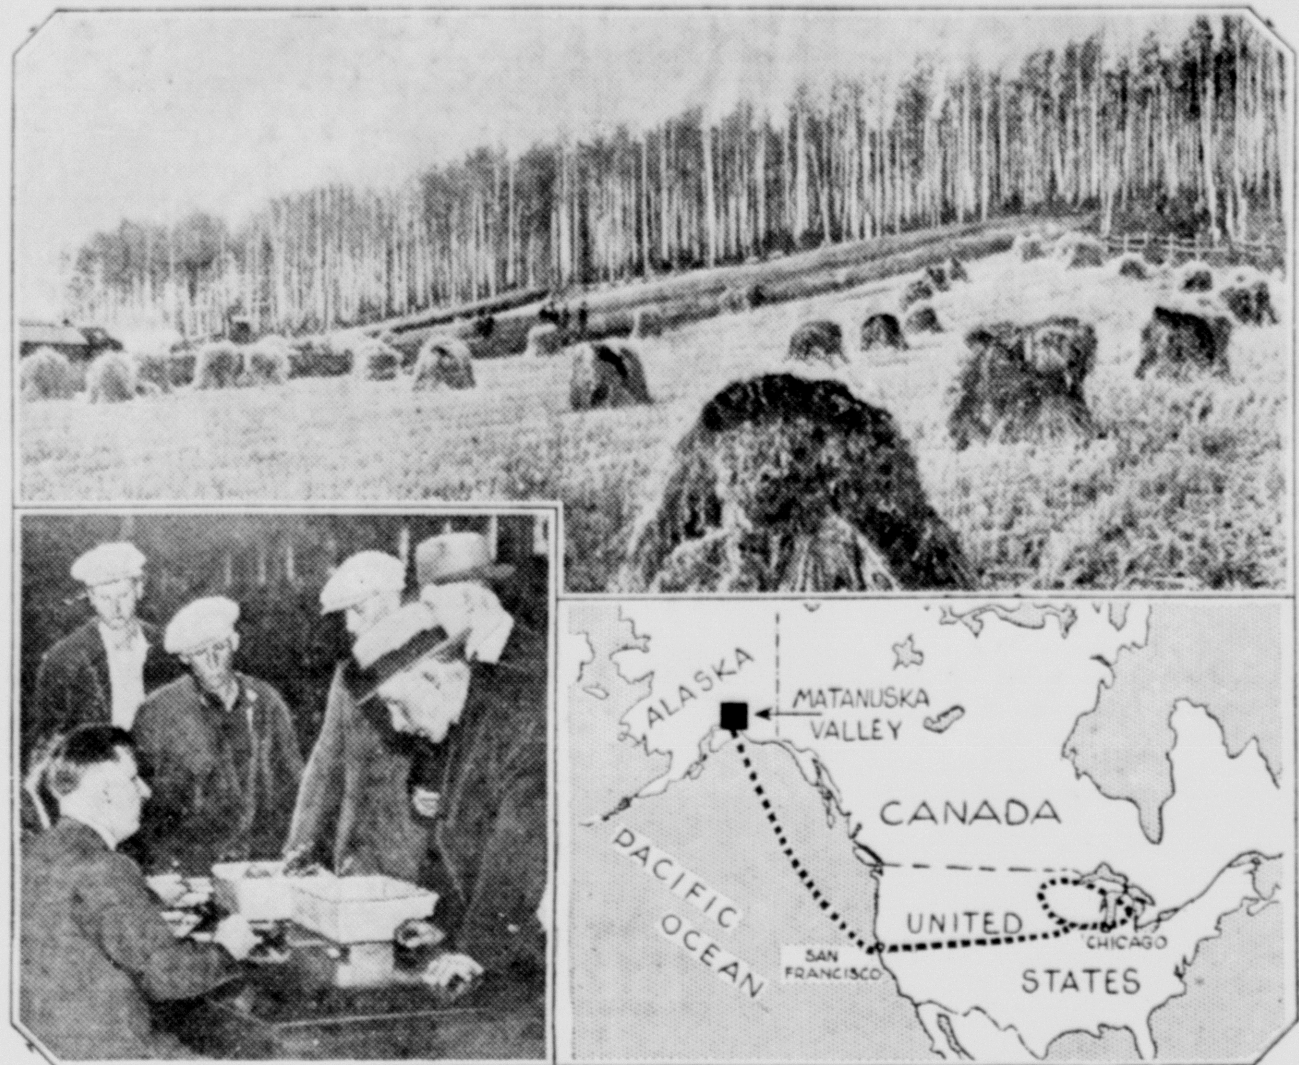 ALASKA
MATANUSKA
VALLEY
CANADA
PACIFIC
OCEAN
UNITED
STATES
CHICAGO
SAN
FRANCISCO